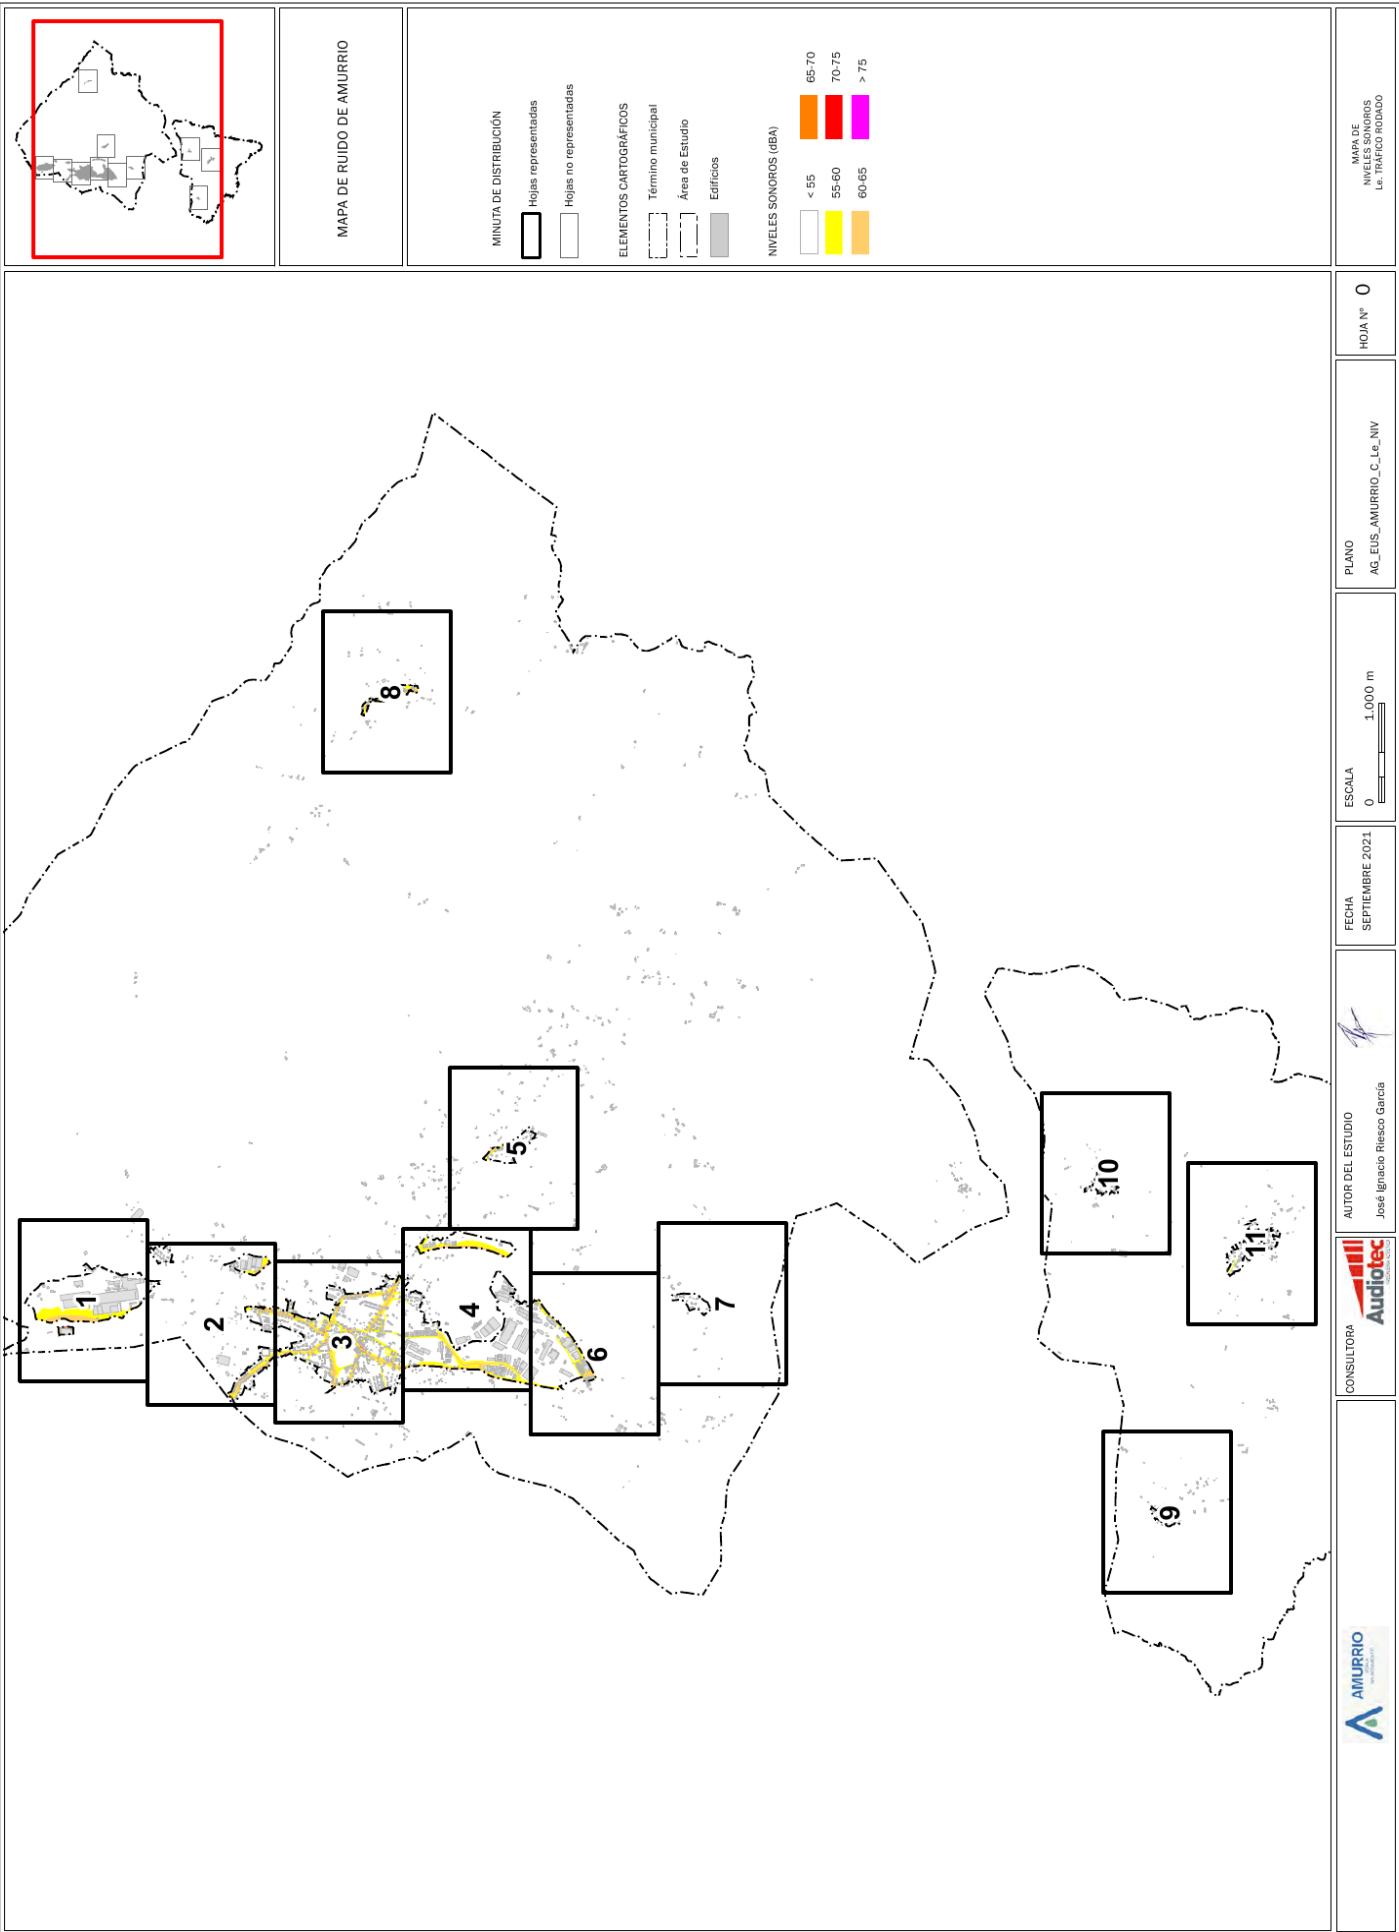 MAPA DE RUIDO DE AMURRIO
MINUTA DE DISTRIBUCIÓN
Hojas representadas
Hojas no representadas
ELEMENTOS CARTOGRÁFICOS
Término municipal
Área de Estudio
Edificios
NIVELES SONOROS (dBA)
< 55
55-60
60-65
65-70
70-75
> 75
MAPA DE
NIVELES SONOROS
Le. TRÁFICO RODADO
1
2
3
4
5
6
7
8
9
10
11
AMURRIO
CONSULTORA
Audiotec
AUTOR DEL ESTUDIO
José Ignacio Riesco García
FECHA
SEPTIEMBRE 2021
ESCALA
0 1.000 m
PLANO
AG_EUS_AMURRIO_C_Le_NIV
HOJA Nº 0